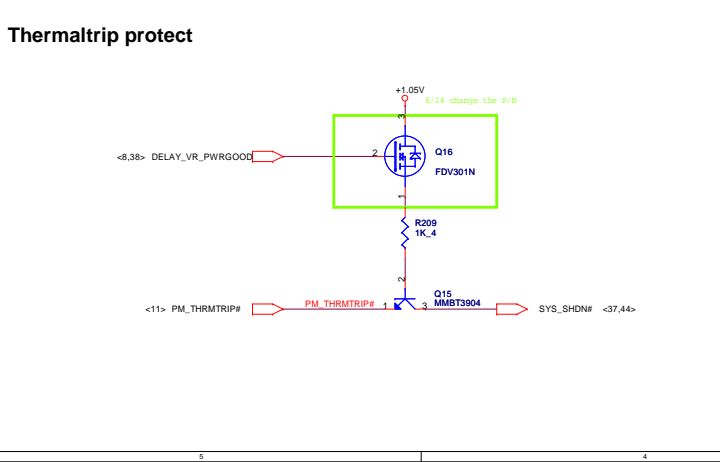 Thermaltrip protect
+1.05V
6/14 change the P/N
3
<8,38> DELAY_VR_PWRGOOD
2
Q16
FDV301N
1
R209
1K_4
2
Q15
MMBT3904
<11> PM_THRMTRIP#
PM_THRMTRIP#
1
3
SYS_SHDN# <37,44>
5
4